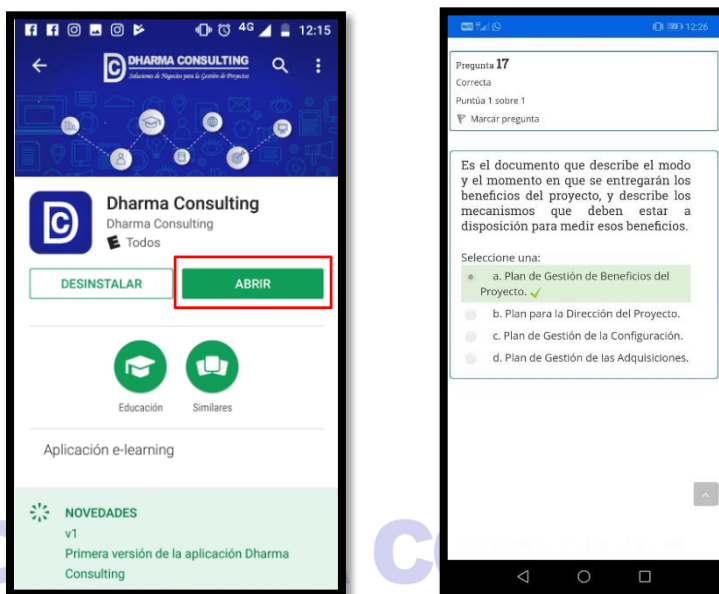 4G 12:15
DHARMA CONSULTING
Soluciones de Negocios para la Gestión de Proyectos
Dharma Consulting
Dharma Consulting
E Todos
DESINSTALAR
ABRIR
Educación
Similares
Aplicación e-learning
NOVEDADES
v1
Primera versión de la aplicación Dharma
Consulting
12:26
Pregunta 17
Correcta
Puntúa 1 sobre 1
Marcar pregunta
Es el documento que describe el modo
y el momento en que se entregarán los
beneficios del proyecto, y describe los
mecanismos que deben estar a
disposición para medir esos beneficios.
Seleccione una:
a. Plan de Gestión de Beneficios del
Proyecto.
b. Plan para la Dirección del Proyecto.
c. Plan de Gestión de la Configuración.
d. Plan de Gestión de las Adquisiciones.